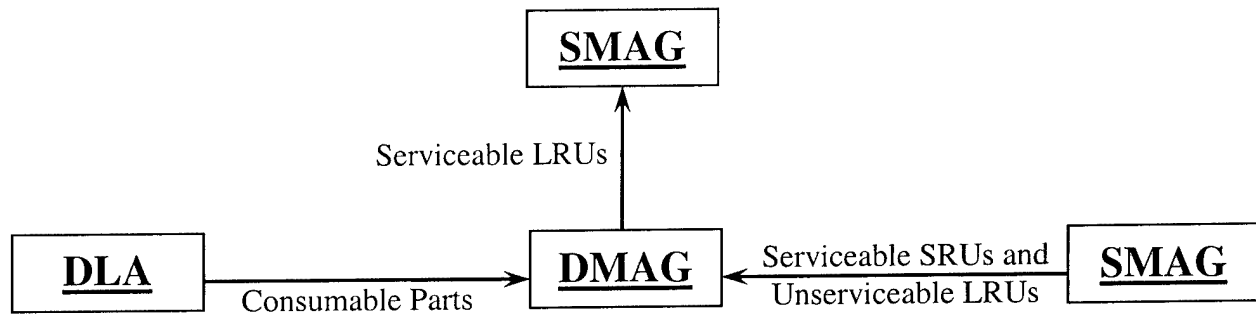 SMAG
Serviceable LRUs
DLA
Consumable Parts
DMAG
Serviceable SRUs and
Unserviceable LRUs
SMAG